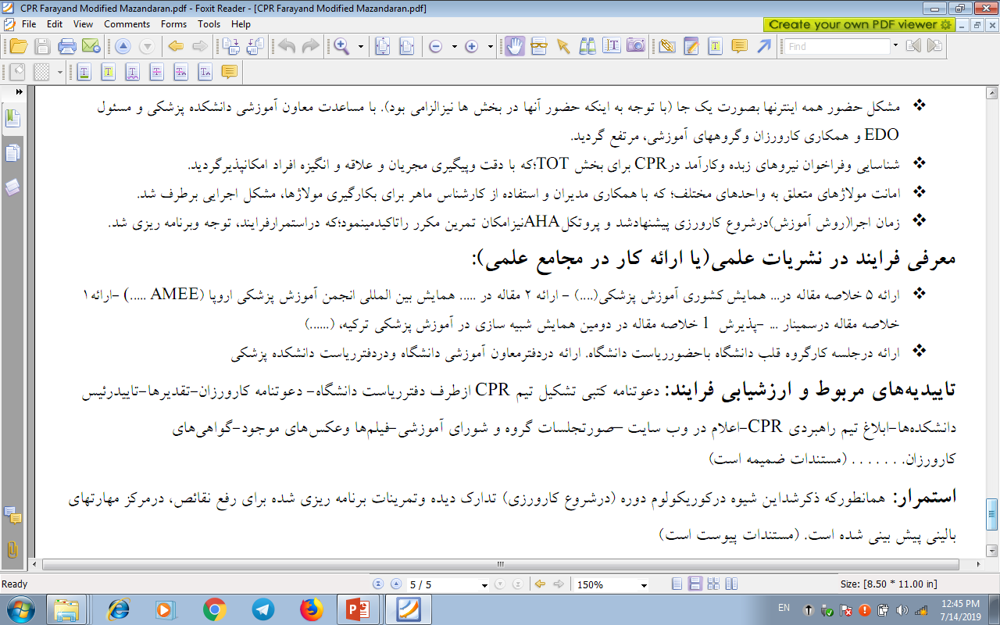 CPR Farayand Modified Mazandaran.pdf - Foxit Reader - [CPR Farayand Modified Mazandaran.pdf]
File Edit View Comments Forms Tools Help
Create your own PDF viewer
Find
❖ مشکل حضور همه اینترنها بصورت یک جا (با توجه به اینکه حضور آنها در بخش ها نیزالزامی بود). با مساعدت معاون آموزشی دانشکده پزشکی و مسئول
EDO و همکاری کارورزان وگروههای آموزشی، مرتفع گردید.
❖ شناسایی وفراخوان نیروهای زبده وکارآمد درCPR برای بخش TOT؛که با دقت وپیگیری مجریان و علاقه و انگیزه افراد امکانپذیرگردید.
❖ امانت مولاژهای متعلق به واحدهای مختلف؛ که با همکاری مدیران و استفاده از کارشناس ماهر برای بکارگیری مولاژها، مشکل اجرایی برطرف شد.
❖ زمان اجرا(روش آموزش)درشروع کارورزی پیشنهادشد و پروتکلAHAنیزامکان تمرین مکرر راتاکیدمینمود؛که دراستمرارفرایند، توجه وبرنامه ریزی شد.
معرفی فرایند در نشریات علمی(یا ارائه کار در مجامع علمی):
❖ ارائه ۵ خلاصه مقاله در... همایش کشوری آموزش پزشکی(....) - ارائه ۲ مقاله در ..... همایش بین المللی انجمن آموزش پزشکی اروپا (AMEE .....) -ارائه۱
خلاصه مقاله درسمینار ... -پذیرش 1 خلاصه مقاله در دومین همایش شبیه سازی در آموزش پزشکی ترکیه، (......)
❖ ارائه درجلسه کارگروه قلب دانشگاه باحضورریاست دانشگاه. ارائه دردفترمعاون آموزشی دانشگاه ودردفترریاست دانشکده پزشکی
تاییدیه‌های مربوط و ارزشیابی فرایند: دعوتنامه کتبی تشکیل تیم CPR ازطرف دفترریاست دانشگاه- دعوتنامه کارورزان-تقدیرها-تاییدرئیس
دانشکده‌ها-ابلاغ تیم راهبردی CPR-اعلام در وب سایت –صورتجلسات گروه و شورای آموزشی-فیلم‌ها وعکس‌های موجود-گواهی‌های
کارورزان. . . . . . . (مستندات ضمیمه است)
استمرار: همانطورکه ذکرشداین شیوه درکوریکولوم دوره (درشروع کارورزی) تدارک دیده وتمرینات برنامه ریزی شده برای رفع نقائص، درمرکز مهارتهای
بالینی پیش بینی شده است. (مستندات پیوست است)
Ready
5 / 5
150%
Size: [8.50 * 11.00 in]
EN
12:45 PM
7/14/2019